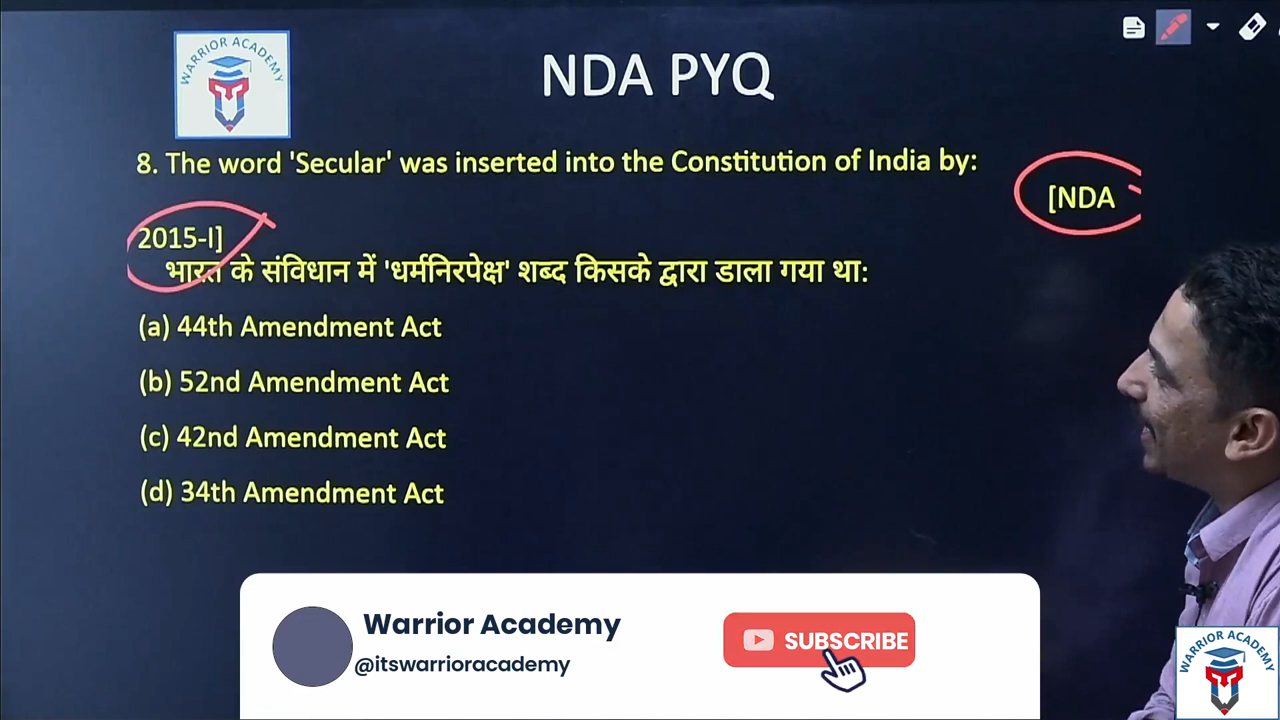 WARRIOR ACADEMY
NDA PYQ
8. The word 'Secular' was inserted into the Constitution of India by:
[NDA
2015-I]
भारत के संविधान में 'धर्मनिरपेक्ष' शब्द किसके द्वारा डाला गया था:
(a) 44th Amendment Act
(b) 52nd Amendment Act
(c) 42nd Amendment Act
(d) 34th Amendment Act
Warrior Academy
@itswarrioracademy
SUBSCRIBE
WARRIOR ACADEMY